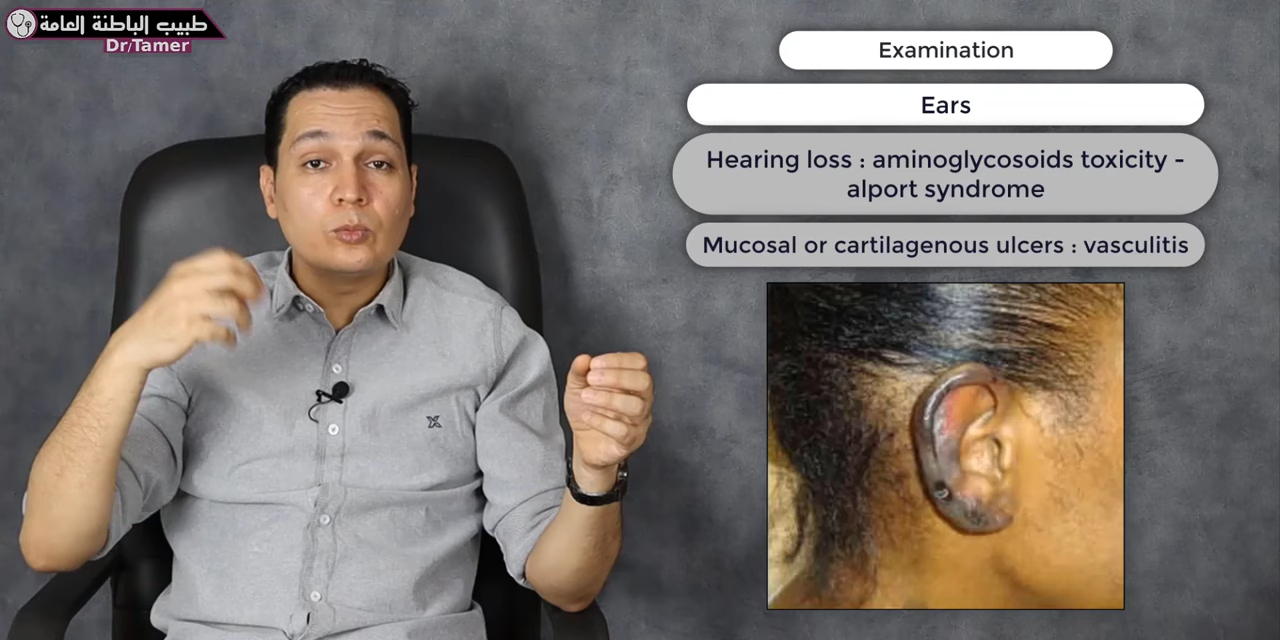 طبيب الباطنة العامة
Dr/Tamer
Examination
Ears
Hearing loss : aminoglycosoids toxicity -
alport syndrome
Mucosal or cartilagenous ulcers : vasculitis